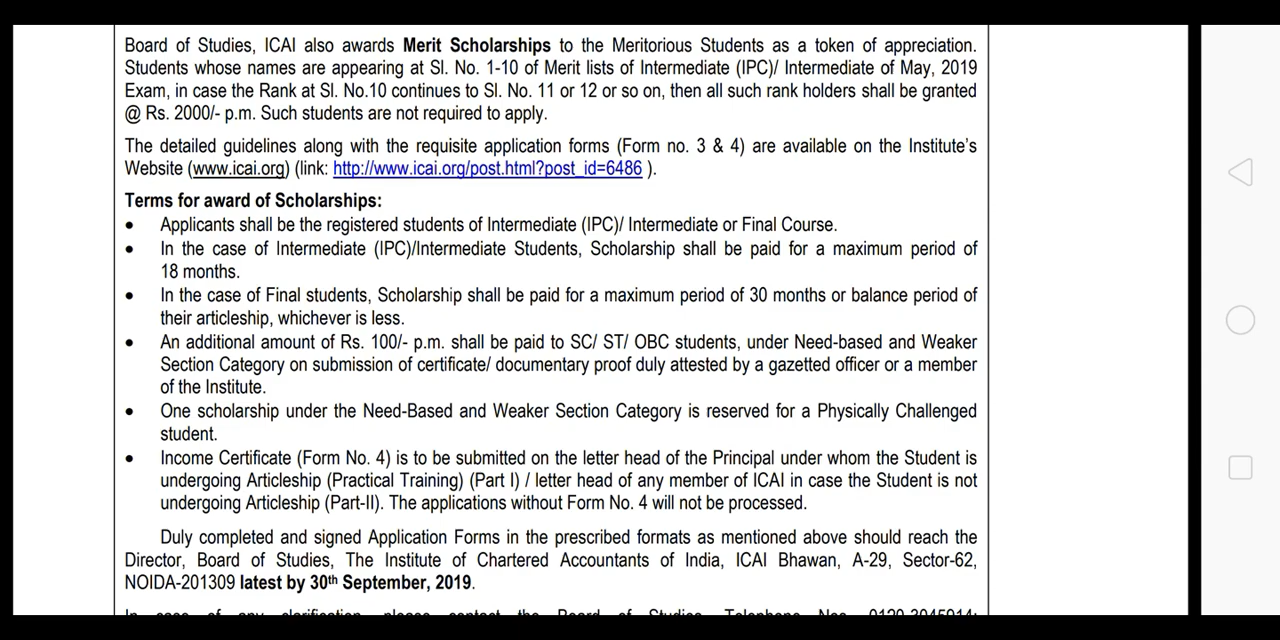 Board of Studies, ICAI also awards Merit Scholarships to the Meritorious Students as a token of appreciation.
Students whose names are appearing at Sl. No. 1-10 of Merit lists of Intermediate (IPC)/ Intermediate of May, 2019
Exam, in case the Rank at Sl. No.10 continues to Sl. No. 11 or 12 or so on, then all such rank holders shall be granted
@ Rs. 2000/- p.m. Such students are not required to apply.
The detailed guidelines along with the requisite application forms (Form no. 3 & 4) are available on the Institute's
Website (www.icai.org) (link: http://www.icai.org/post.html?post_id=6486 ).
Terms for award of Scholarships:
• Applicants shall be the registered students of Intermediate (IPC)/ Intermediate or Final Course.
• In the case of Intermediate (IPC)/Intermediate Students, Scholarship shall be paid for a maximum period of
18 months.
• In the case of Final students, Scholarship shall be paid for a maximum period of 30 months or balance period of
their articleship, whichever is less.
• An additional amount of Rs. 100/- p.m. shall be paid to SC/ ST/ OBC students, under Need-based and Weaker
Section Category on submission of certificate/ documentary proof duly attested by a gazetted officer or a member
of the Institute.
• One scholarship under the Need-Based and Weaker Section Category is reserved for a Physically Challenged
student.
• Income Certificate (Form No. 4) is to be submitted on the letter head of the Principal under whom the Student is
undergoing Articleship (Practical Training) (Part I) / letter head of any member of ICAI in case the Student is not
undergoing Articleship (Part-II). The applications without Form No. 4 will not be processed.
Duly completed and signed Application Forms in the prescribed formats as mentioned above should reach the
Director, Board of Studies, The Institute of Chartered Accountants of India, ICAI Bhawan, A-29, Sector-62,
NOIDA-201309 latest by 30th September, 2019.
In case of any clarification, please contact the Board of Studies, Telephone Nos. 0120-3045914;